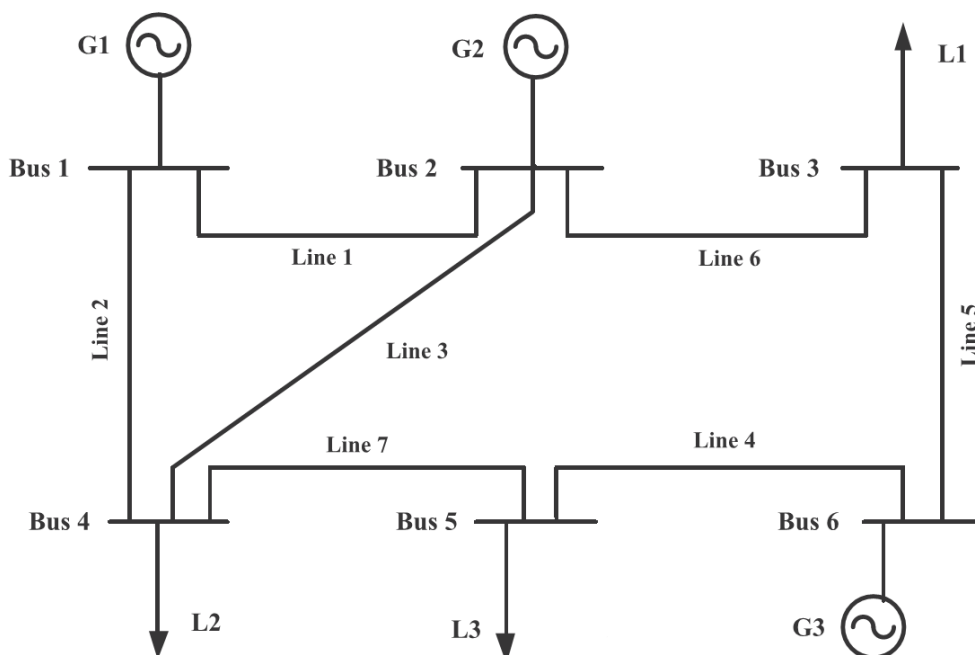 G1
G2
L1
Bus 1
Bus 2
Bus 3
Line 1
Line 6
Line 2
Line 3
Line 5
Line 7
Line 4
Bus 4
Bus 5
Bus 6
L2
L3
G3